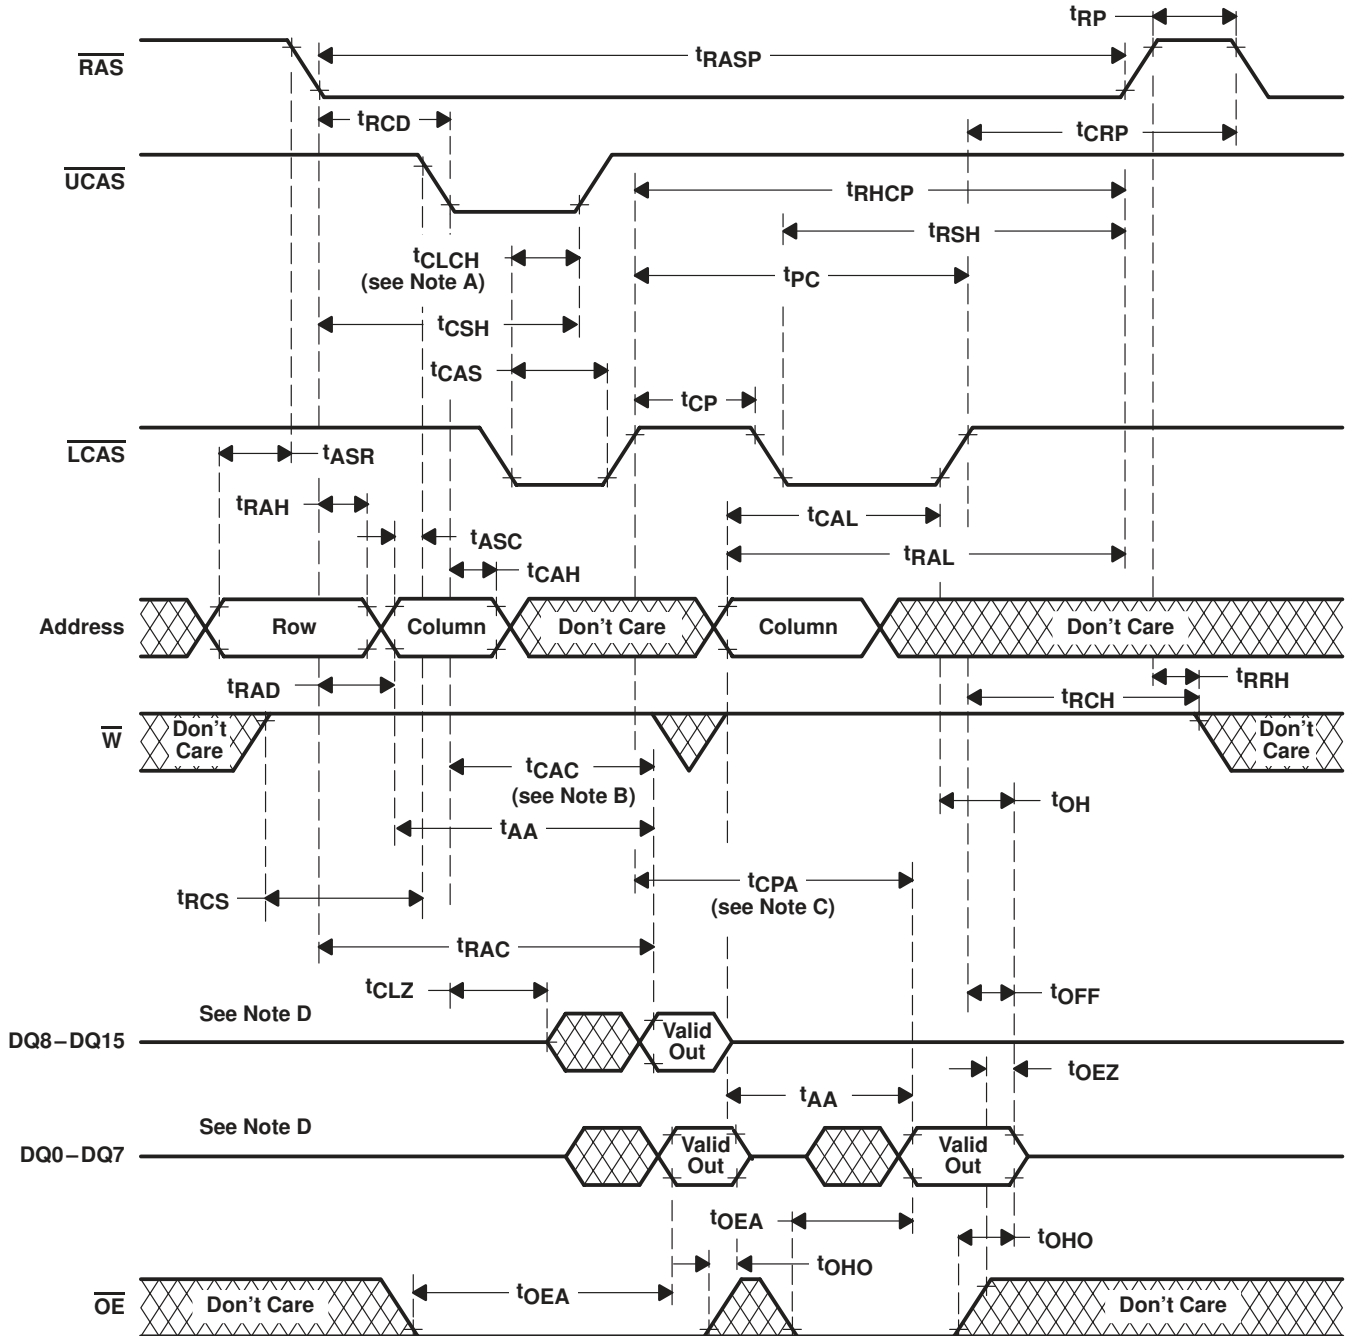 tRP
RAS
tRASP
tRCD
tCRP
UCAS
tRHCP
tRSH
tCLCH
(see Note A)
tPC
tCSH
tCAS
tCP
LCAS
tASR
tRAH
tCAL
tASC
tRAL
tCAH
Address
Row
Column
Don't Care
Column
Don't Care
tRAD
tRRH
tRCH
W
Don't
Care
Don't
Care
tCAC
(see Note B)
tOH
tAA
tRCS
tCPA
(see Note C)
tRAC
tCLZ
tOFF
See Note D
DQ8–DQ15
Valid
Out
tOEZ
tAA
See Note D
DQ0–DQ7
Valid
Out
Valid
Out
tOEA
tOHO
tOHO
OE
Don't Care
tOEA
Don't Care